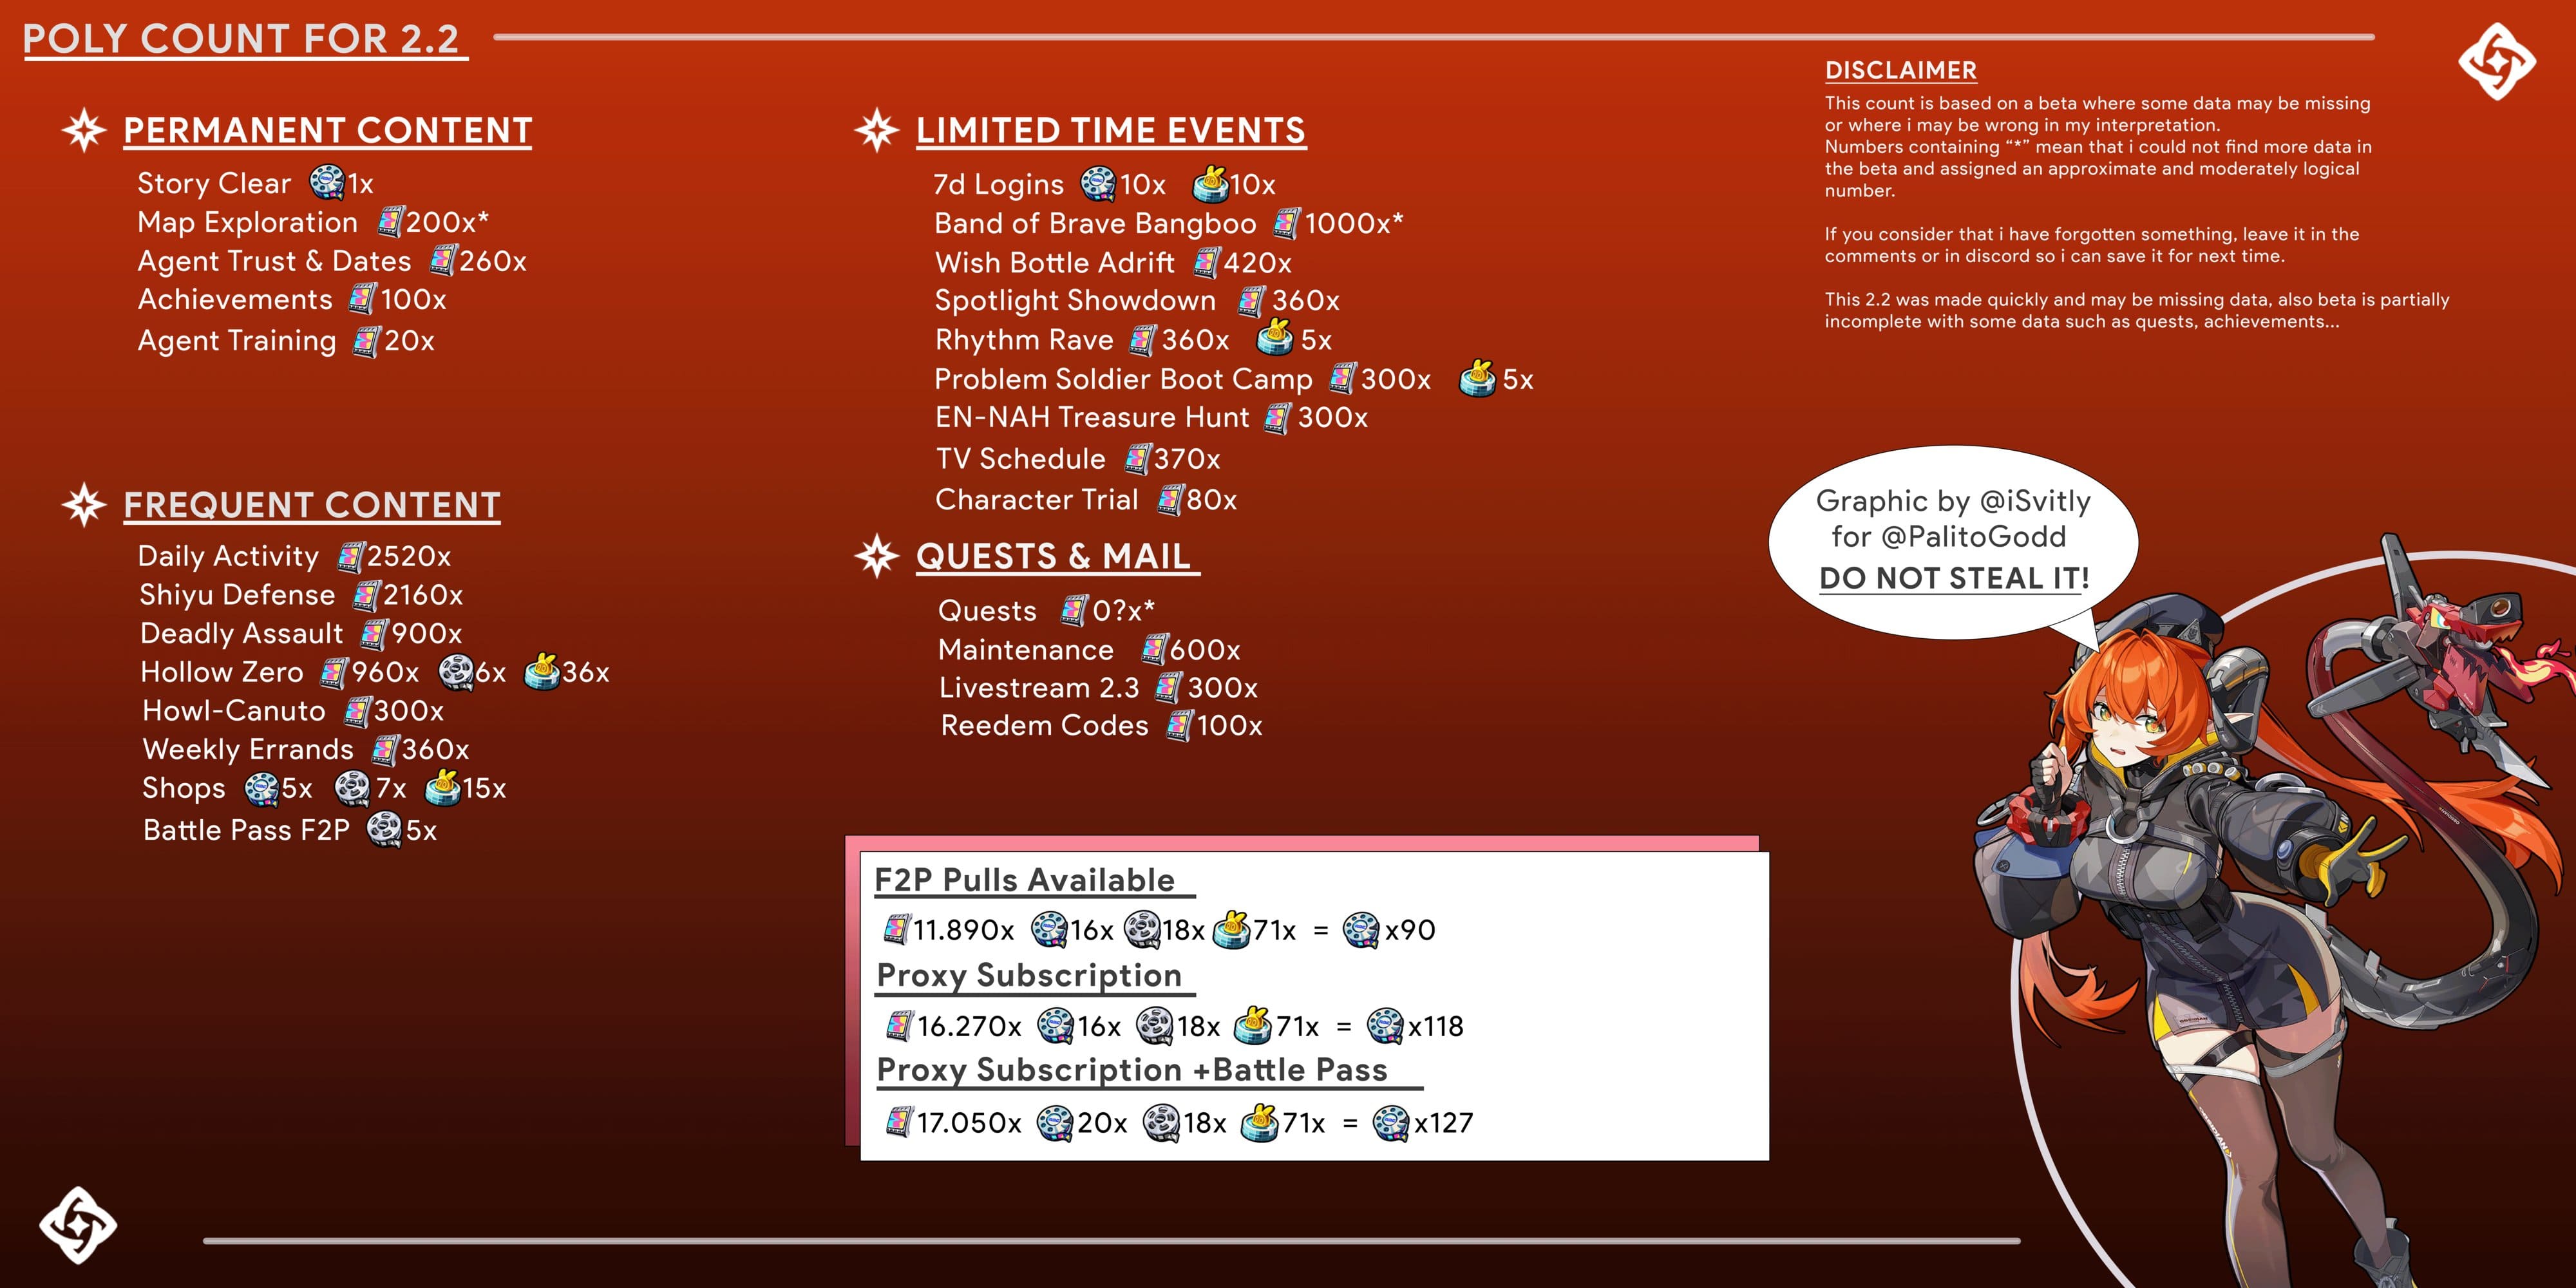 POLY COUNT FOR 2.2
PERMANENT CONTENT
Story Clear 1x
Map Exploration 200x*
Agent Trust & Dates 260x
Achievements 100x
Agent Training 20x
FREQUENT CONTENT
Daily Activity 2520x
Shiyu Defense 2160x
Deadly Assault 900x
Hollow Zero 960x 6x 36x
Howl-Canuto 300x
Weekly Errands 360x
Shops 5x 7x 15x
Battle Pass F2P 5x
LIMITED TIME EVENTS
7d Logins 10x 10x
Band of Brave Bangboo 1000x*
Wish Bottle Adrift 420x
Spotlight Showdown 360x
Rhythm Rave 360x 5x
Problem Soldier Boot Camp 300x 5x
EN-NAH Treasure Hunt 300x
TV Schedule 370x
Character Trial 80x
QUESTS & MAIL
Quests 0?x*
Maintenance 600x
Livestream 2.3 300x
Reedem Codes 100x
F2P Pulls Available
11.890x 16x 18x 71x = x90
Proxy Subscription
16.270x 16x 18x 71x = x118
Proxy Subscription +Battle Pass
17.050x 20x 18x 71x = x127
DISCLAIMER
This count is based on a beta where some data may be missing
or where i may be wrong in my interpretation.
Numbers containing “*” mean that i could not find more data in
the beta and assigned an approximate and moderately logical
number.
If you consider that i have forgotten something, leave it in the
comments or in discord so i can save it for next time.
This 2.2 was made quickly and may be missing data, also beta is partially
incomplete with some data such as quests, achievements...
Graphic by @iSvitly
for @PalitoGodd
DO NOT STEAL IT!